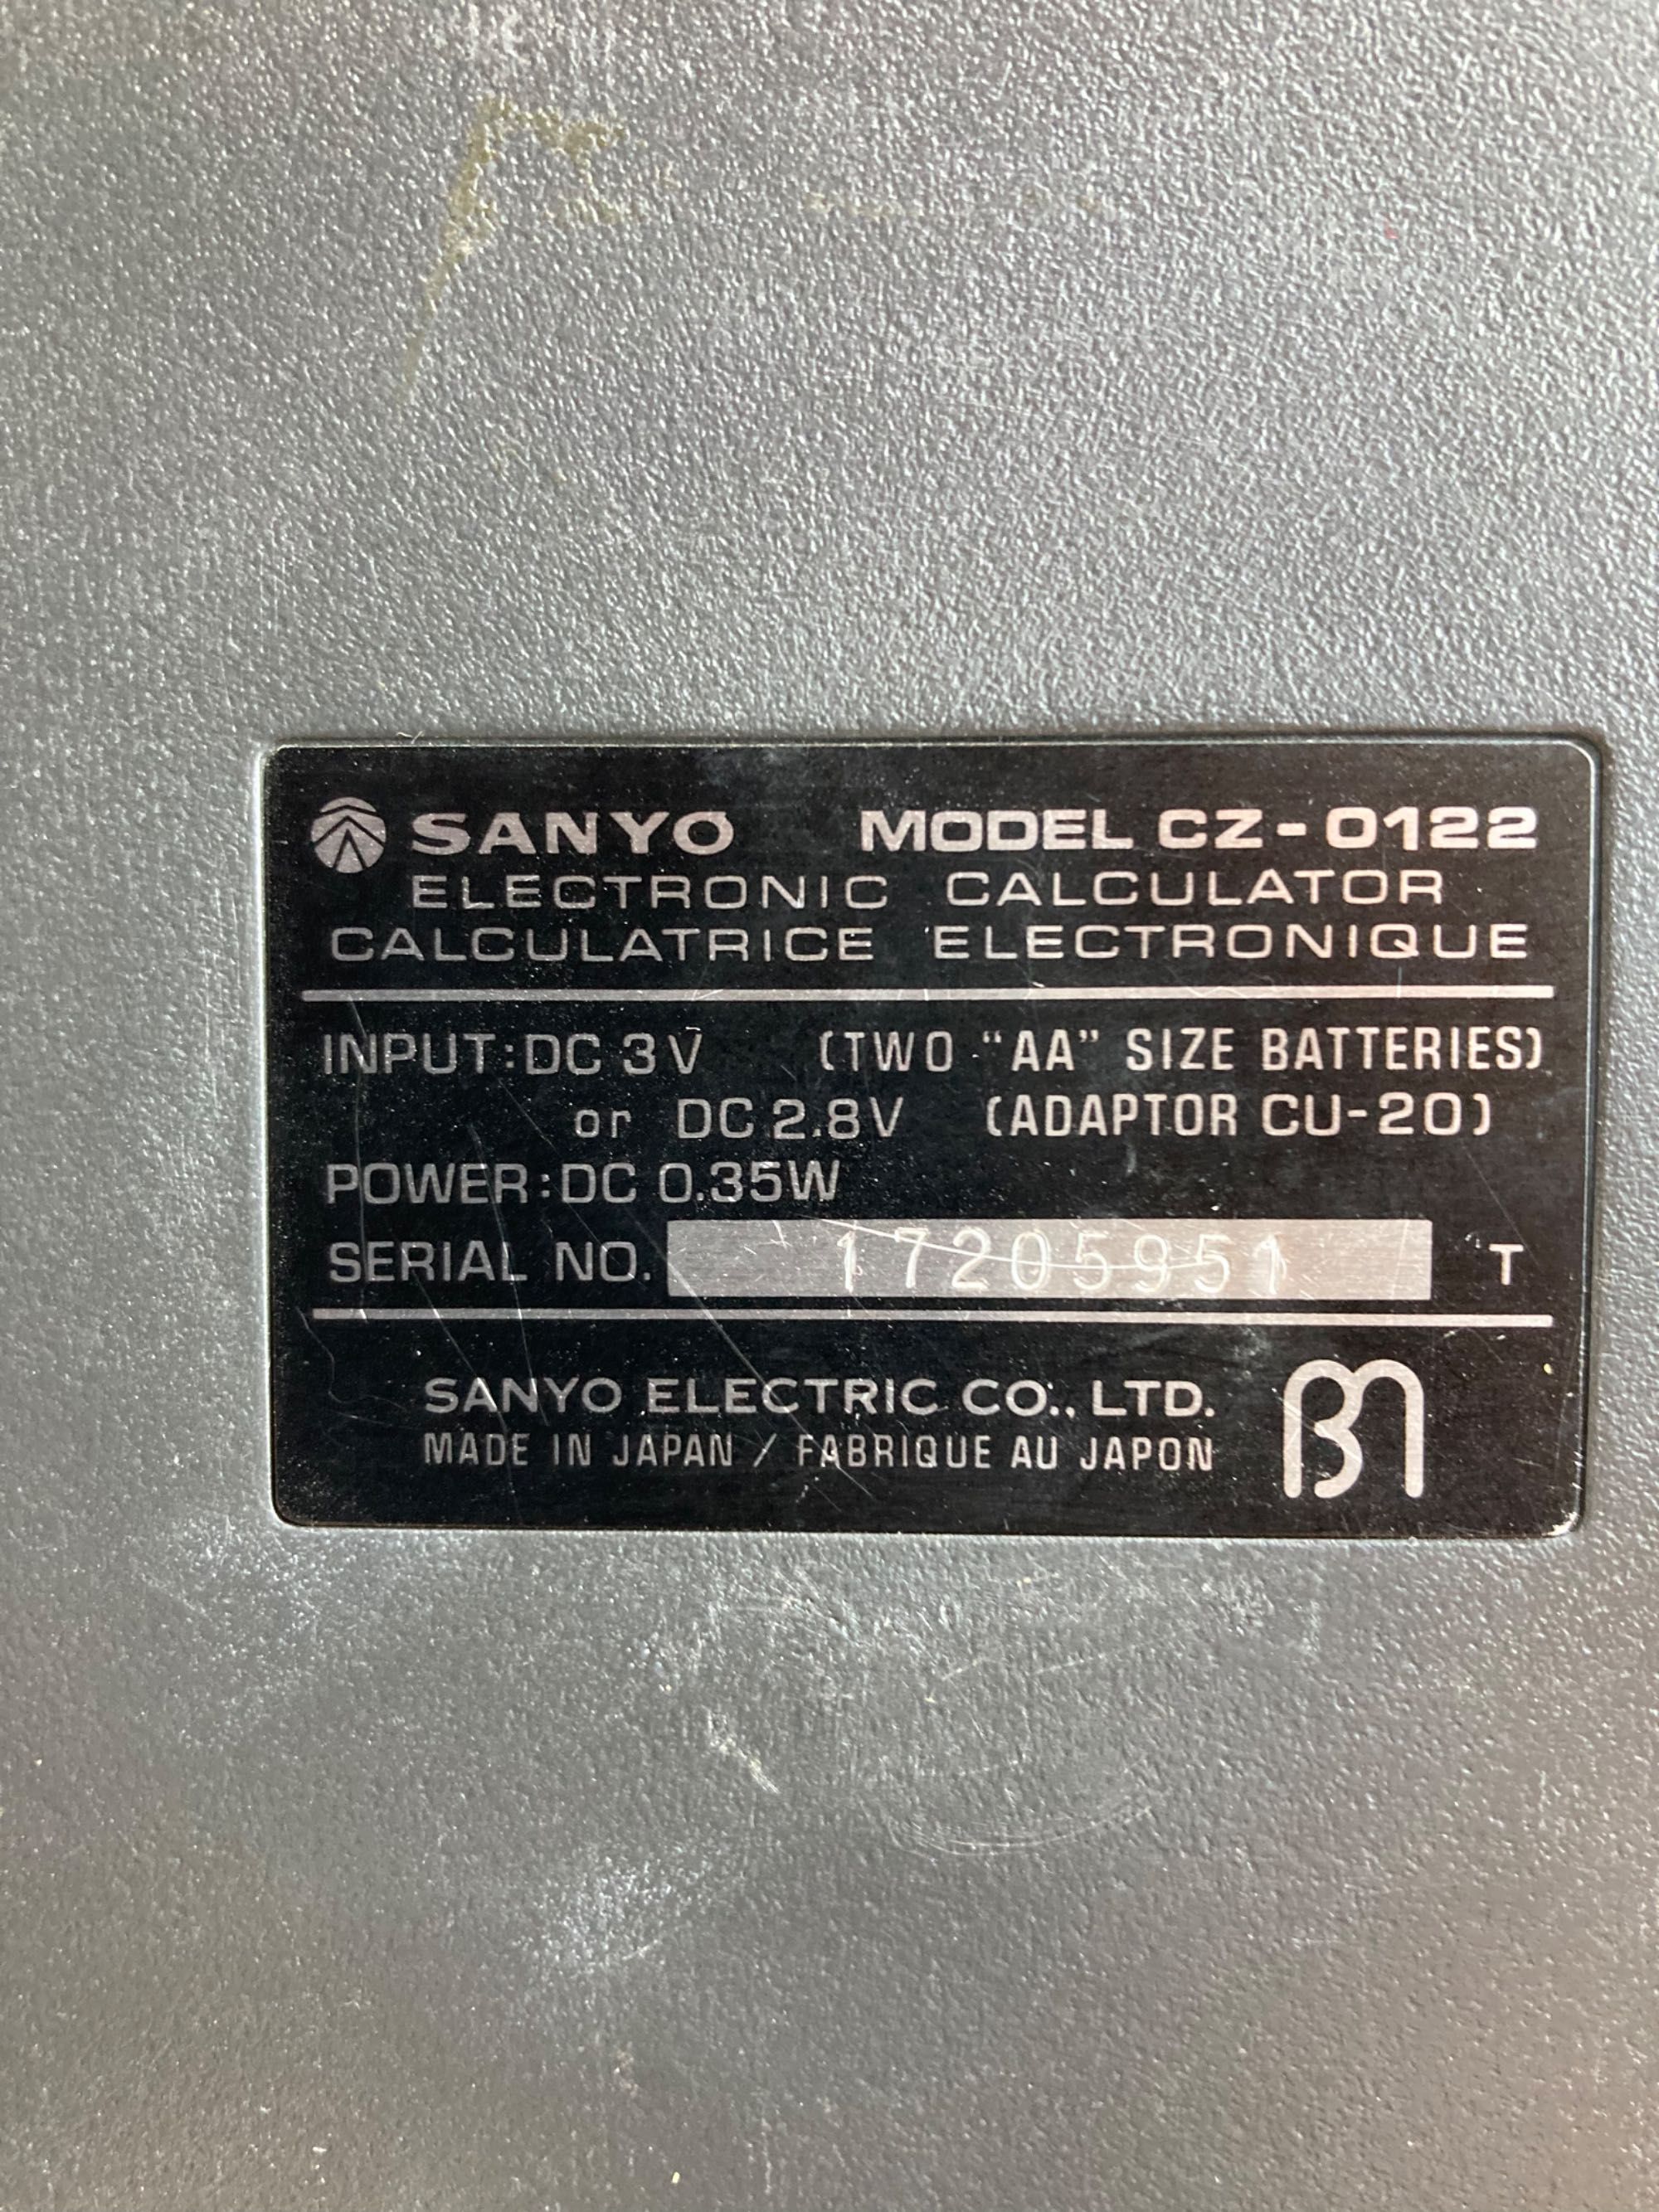 SANYO MODEL CZ-0122
ELECTRONIC CALCULATOR
CALCULATRICE ELECTRONIQUE
INPUT: DC 3V (TWO "AA" SIZE BATTERIES)
or DC 2.8V (ADAPTOR CU-20)
POWER: DC 0.35W
SERIAL NO. 17205951 T
SANYO ELECTRIC CO., LTD.
MADE IN JAPAN / FABRIQUE AU JAPON